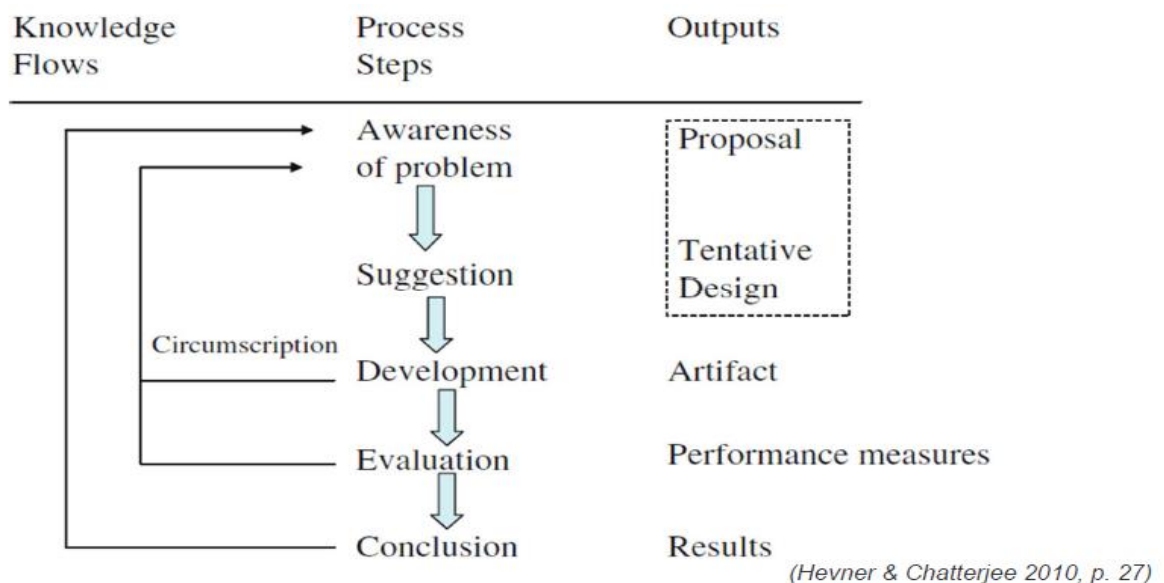 Knowledge
Flows
Process
Steps
Outputs
Awareness
of problem
Proposal
Suggestion
Tentative
Design
Circumscription
Development
Artifact
Evaluation
Performance measures
Conclusion
Results
(Hevner & Chatterjee 2010, p. 27)